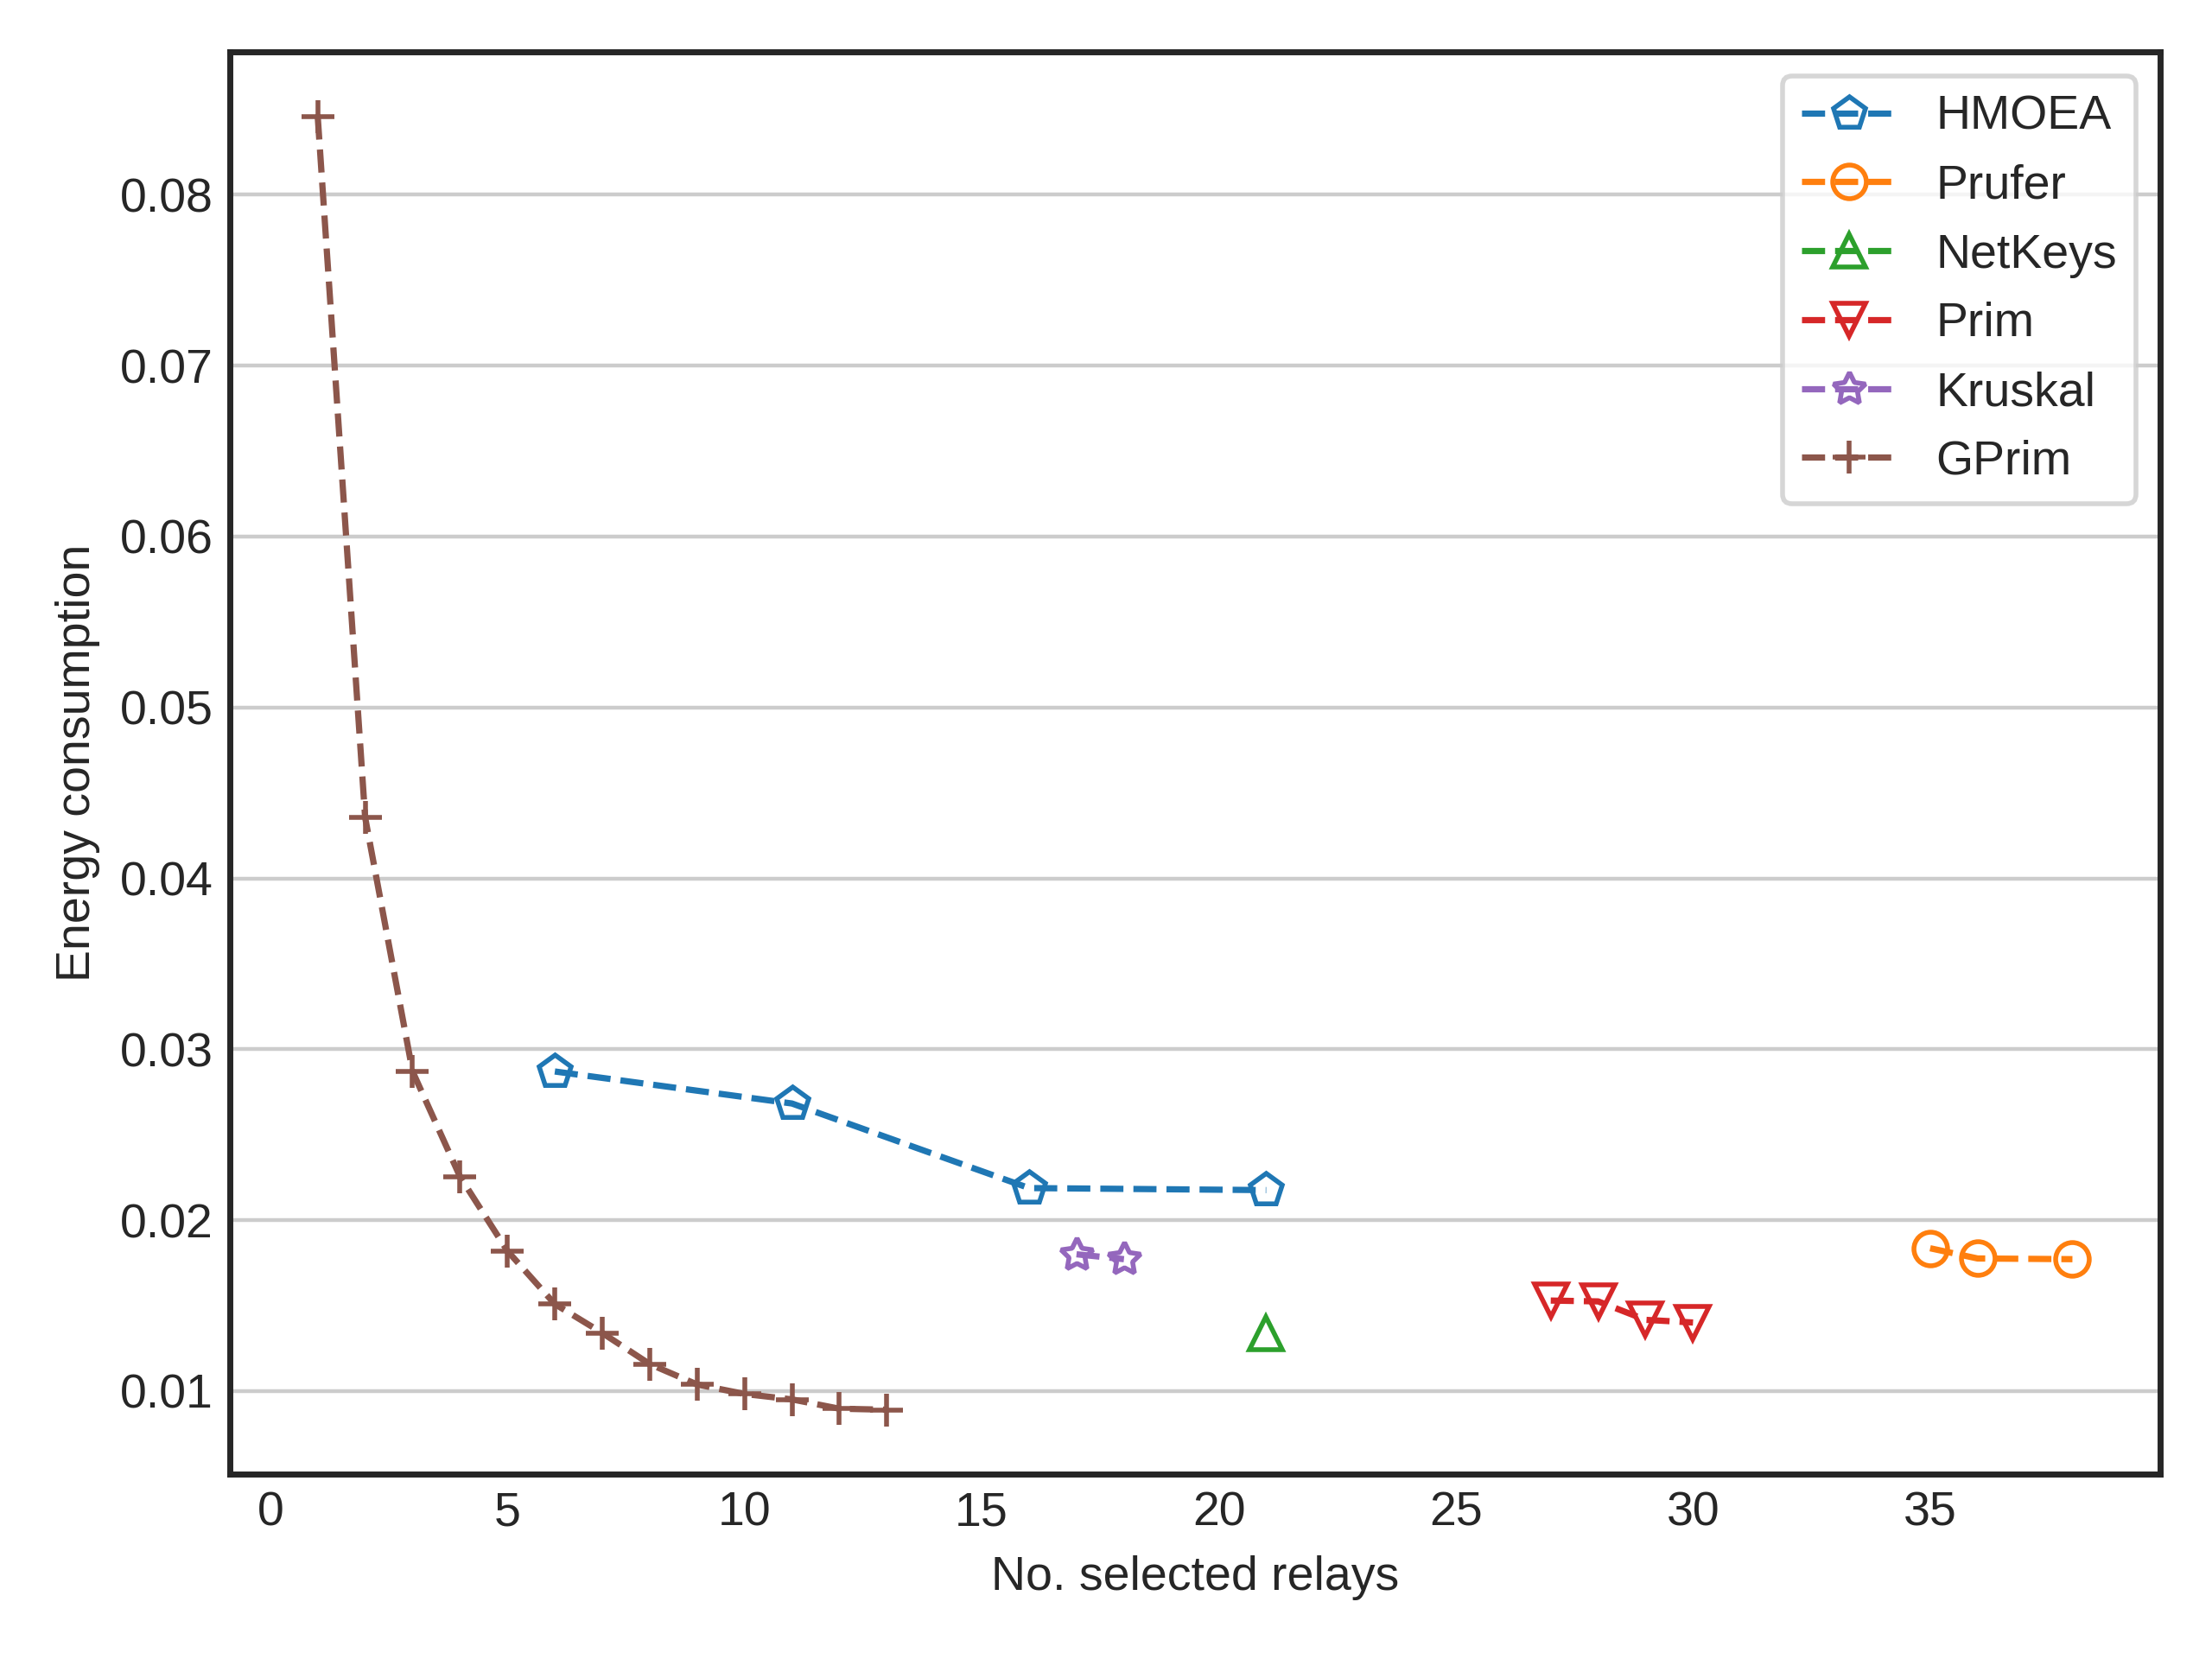 HMOEA
Prufer
NetKeys
Prim
Kruskal
GPrim
0.08
0.07
0.06
0.05
0.04
0.03
0.02
0.01
Energy consumption
0 5 10 15 20 25 30 35
No. selected relays